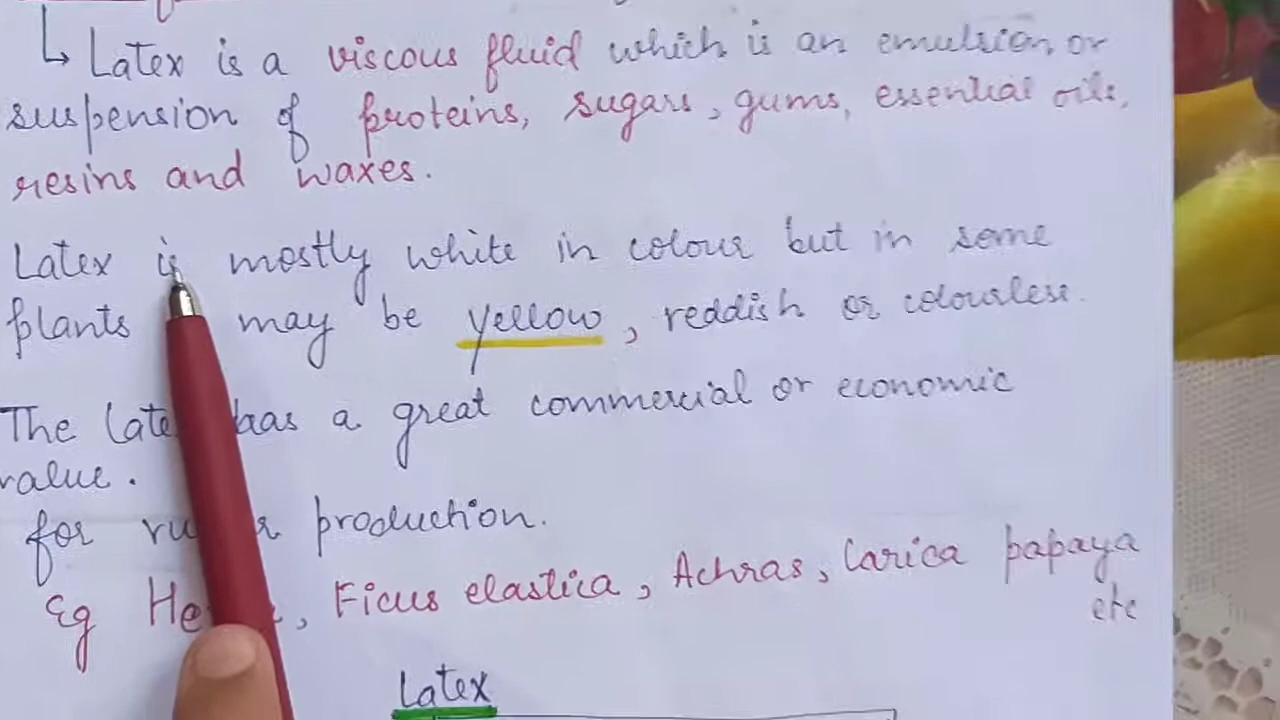 Latex is a viscous fluid which is an emulsion or
suspension of proteins, sugars, gums, essential oils,
resins and waxes.
Latex is mostly white in colour but in some
plants may be yellow, reddish or colourless.
The has a great commercial or economic
value.
for production.
Eg , Ficus elastica, Achras, Carica papaya
etc
Latex